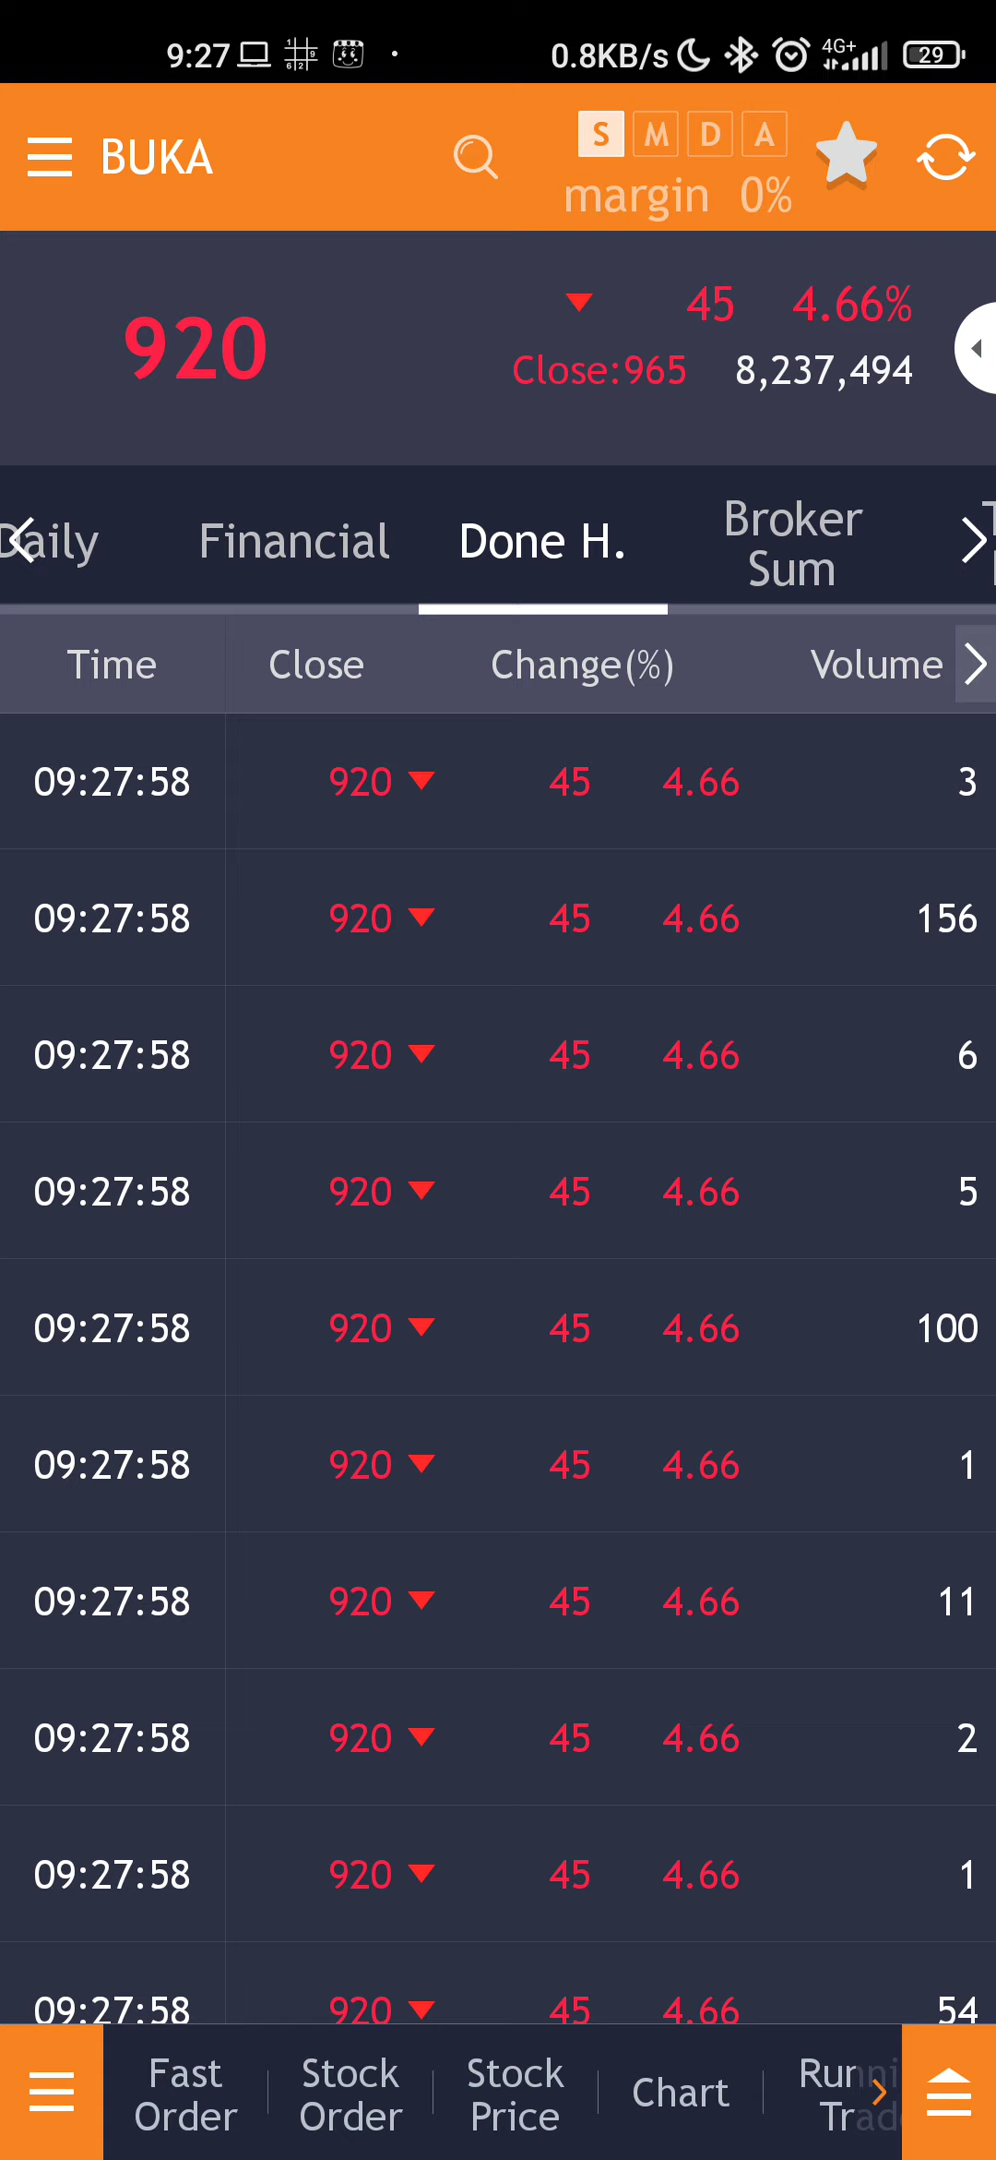 9:27 0.8KB/s 4G+ 29
BUKA S M D A
margin 0%
920 45 4.66%
Close:965 8,237,494
Daily Financial Done H. Broker Sum
Time Close Change(%) Volume
09:27:58 920 45 4.66 3
09:27:58 920 45 4.66 156
09:27:58 920 45 4.66 6
09:27:58 920 45 4.66 5
09:27:58 920 45 4.66 100
09:27:58 920 45 4.66 1
09:27:58 920 45 4.66 11
09:27:58 920 45 4.66 2
09:27:58 920 45 4.66 1
09:27:58 920 45 4.66 54
Fast Order Stock Order Stock Price Chart